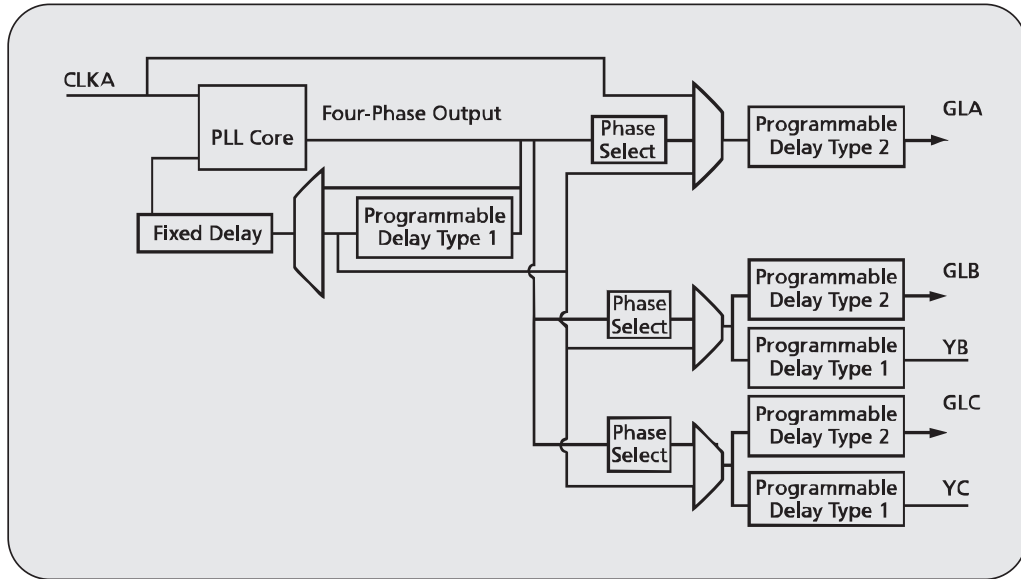 CLKA
PLL Core
Four-Phase Output
Phase
Select
Programmable
Delay Type 2
GLA
Fixed Delay
Programmable
Delay Type 1
Phase
Select
Programmable
Delay Type 2
GLB
Programmable
Delay Type 1
YB
Phase
Select
Programmable
Delay Type 2
GLC
Programmable
Delay Type 1
YC